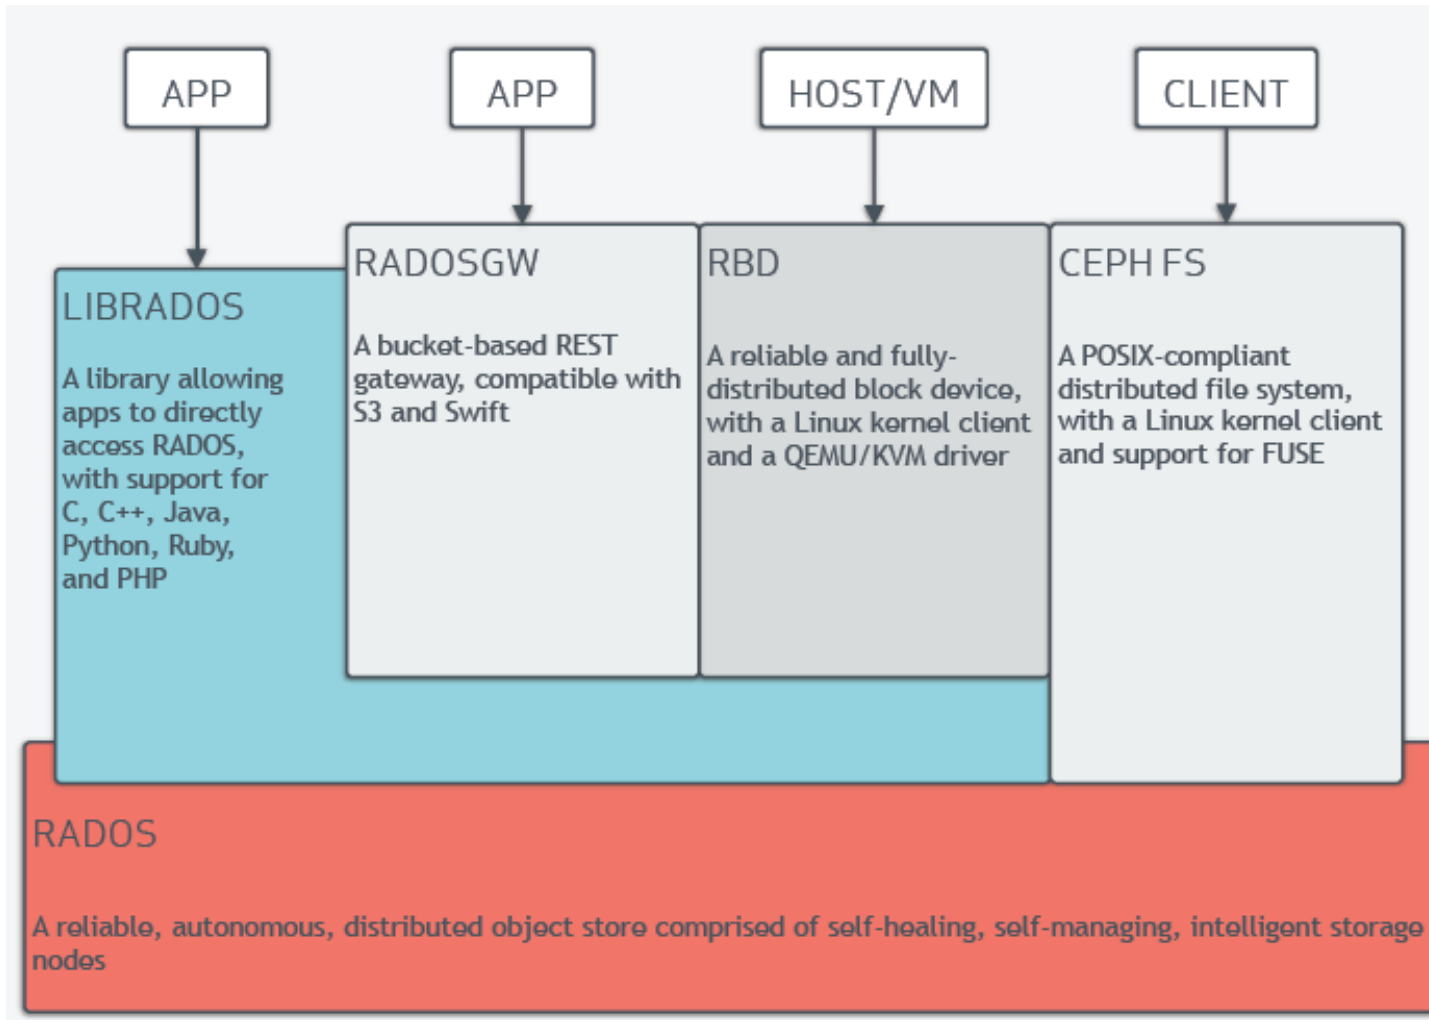 APP
APP
HOST/VM
CLIENT
LIBRADOS
A library allowing
apps to directly
access RADOS,
with support for
C, C++, Java,
Python, Ruby,
and PHP
RADOSGW
A bucket-based REST
gateway, compatible with
S3 and Swift
RBD
A reliable and fully-
distributed block device,
with a Linux kernel client
and a QEMU/KVM driver
CEPH FS
A POSIX-compliant
distributed file system,
with a Linux kernel client
and support for FUSE
RADOS
A reliable, autonomous, distributed object store comprised of self-healing, self-managing, intelligent storage
nodes